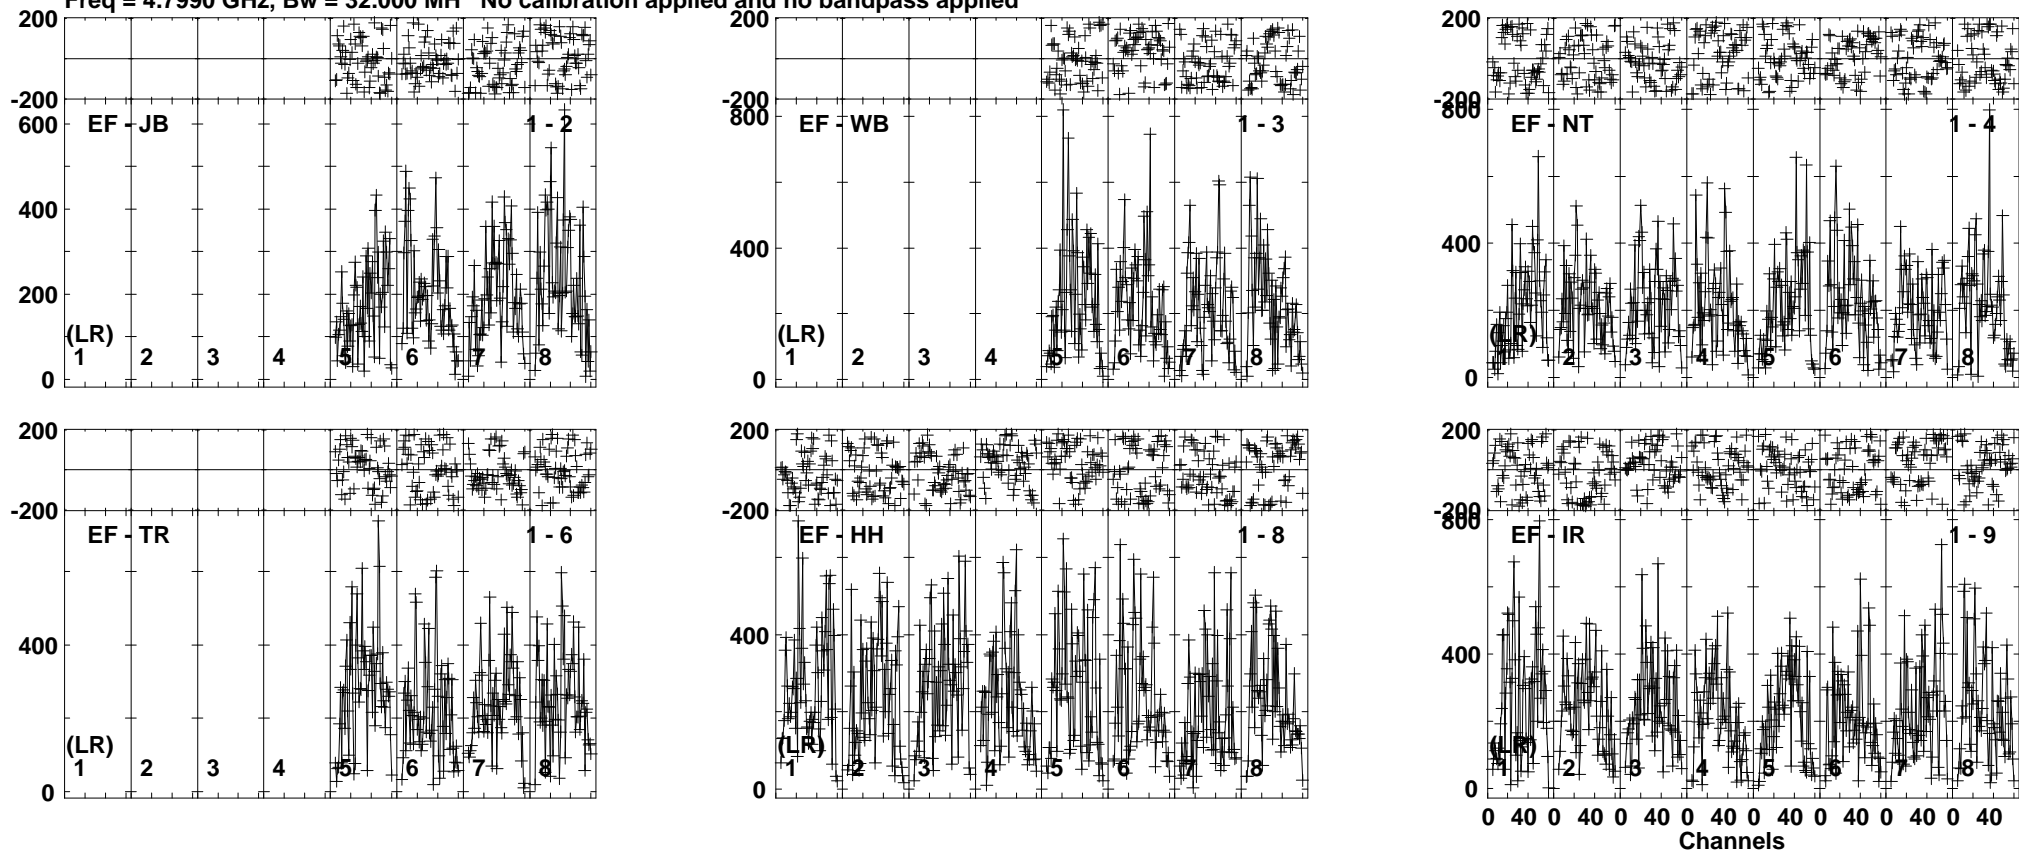 Freq = 4.7990 GHz, Bw = 32.000 MH   No calibration applied and no bandpass applied
200
-200
600
400
200
0
EF - JB
1 - 2
(LR)
1 2 3 4 5 6 7 8
200
-200
800
400
0
EF - WB
1 - 3
(LR)
1 2 3 4 5 6 7 8
200
-200
800
400
0
EF - NT
1 - 4
(LR)
1 2 3 4 5 6 7 8
200
-200
400
0
EF - TR
1 - 6
(LR)
1 2 3 4 5 6 7 8
200
-200
400
0
EF - HH
1 - 8
(LR)
1 2 3 4 5 6 7 8
200
-200
800
400
0
EF - IR
1 - 9
(LR)
1 2 3 4 5 6 7 8
0 40 0 40 0 40 0 40 0 40 0 40 0 40 0 40
Channels